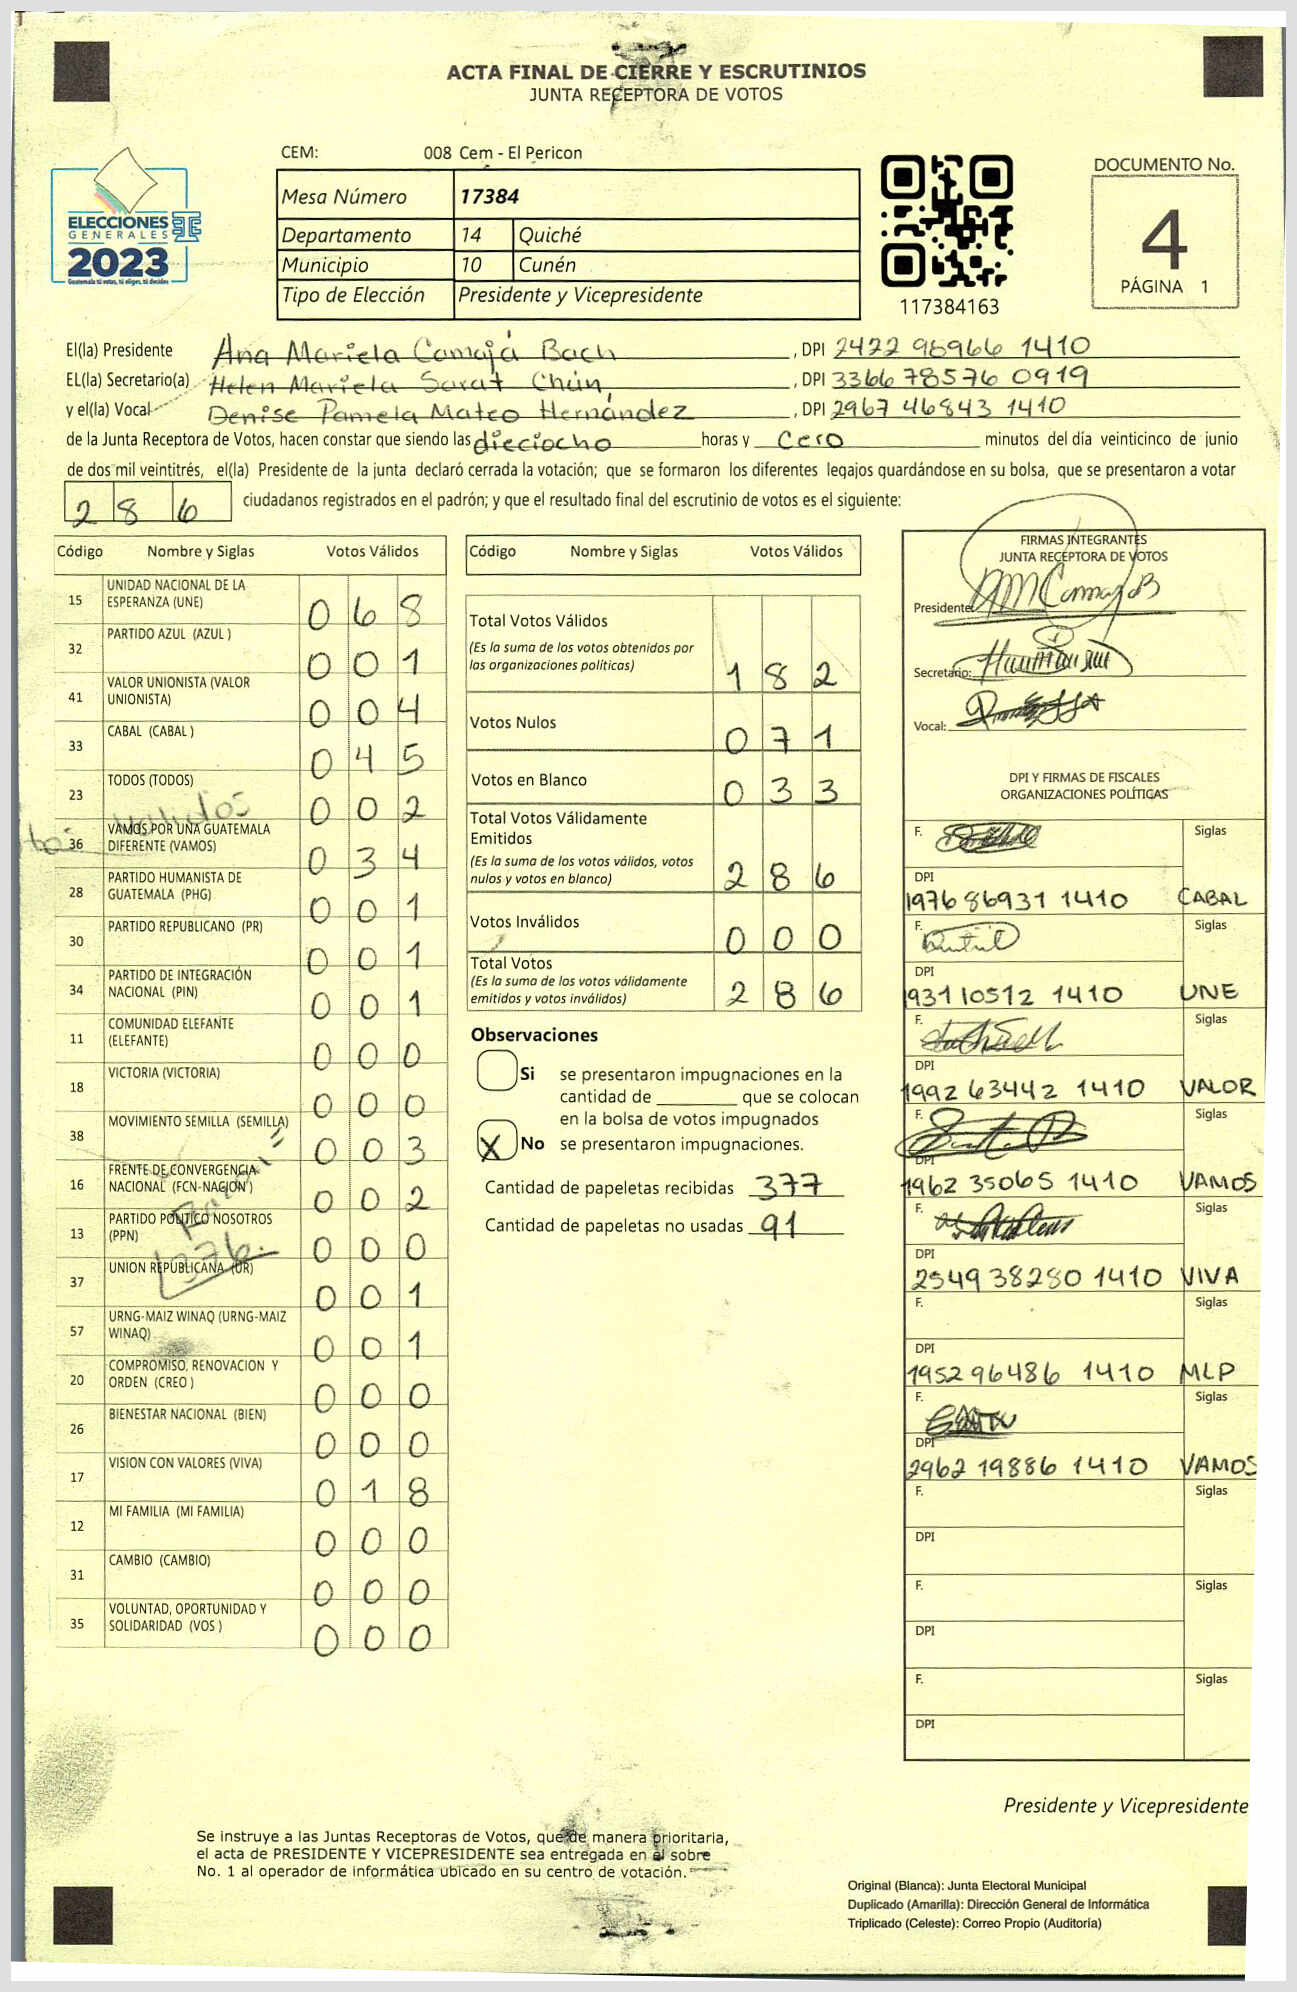 ACTA FINAL DE CIERRE Y ESCRUTINIOS
JUNTA RECEPTORA DE VOTOS
CEM: 008 Cem - El Pericon
Mesa Número 17384
Departamento 14 Quiché
Municipio 10 Cunén
Tipo de Elección Presidente y Vicepresidente
ELECCIONES
GENERALES
2023
Guatemala tú votas, tú eliges, tú decides
117384163
DOCUMENTO No.
4
PÁGINA 1
El(la) Presidente Ana Mariela Camajá Bach, DPI 2422 98966 1410
EL(la) Secretario(a) Helen Mariela Sarat Chún, DPI 3366 78576 0919
y el(la) Vocal Denise Pamela Mateo Hernández, DPI 2967 46843 1410
de la Junta Receptora de Votos, hacen constar que siendo las dieciocho horas y cero minutos del día veinticinco de junio
de dos mil veintitrés, el(la) Presidente de la junta declaró cerrada la votación; que se formaron los diferentes legajos guardándose en su bolsa, que se presentaron a votar
286 ciudadanos registrados en el padrón; y que el resultado final del escrutinio de votos es el siguiente:
Código Nombre y Siglas Votos Válidos
15 UNIDAD NACIONAL DE LA ESPERANZA (UNE) 0 6 8
32 PARTIDO AZUL (AZUL ) 0 0 1
41 VALOR UNIONISTA (VALOR UNIONISTA) 0 0 4
33 CABAL (CABAL ) 0 4 5
23 TODOS (TODOS) 0 0 2
36 VAMOS POR UNA GUATEMALA DIFERENTE (VAMOS) 0 3 4
28 PARTIDO HUMANISTA DE GUATEMALA (PHG) 0 0 1
30 PARTIDO REPUBLICANO (PR) 0 0 1
34 PARTIDO DE INTEGRACIÓN NACIONAL (PIN) 0 0 1
11 COMUNIDAD ELEFANTE (ELEFANTE) 0 0 0
18 VICTORIA (VICTORIA) 0 0 0
38 MOVIMIENTO SEMILLA (SEMILLA) 0 0 3
16 FRENTE DE CONVERGENCIA NACIONAL (FCN-NACION ) 0 0 2
13 PARTIDO POLITICO NOSOTROS (PPN) 0 0 0
37 UNION REPUBLICANA (UR) 0 0 1
57 URNG-MAIZ WINAQ (URNG-MAIZ WINAQ) 0 0 1
20 COMPROMISO, RENOVACION Y ORDEN (CREO ) 0 0 0
26 BIENESTAR NACIONAL (BIEN) 0 0 0
17 VISION CON VALORES (VIVA) 0 1 8
12 MI FAMILIA (MI FAMILIA) 0 0 0
31 CAMBIO (CAMBIO) 0 0 0
35 VOLUNTAD, OPORTUNIDAD Y SOLIDARIDAD (VOS ) 0 0 0
validos
Código Nombre y Siglas Votos Válidos
Total Votos Válidos
(Es la suma de los votos obtenidos por
las organizaciones políticas) 1 8 2
Votos Nulos 0 7 1
Votos en Blanco 0 3 3
Total Votos Válidamente
Emitidos
(Es la suma de los votos válidos, votos
nulos y votos en blanco) 2 8 6
Votos Inválidos 0 0 0
Total Votos
(Es la suma de los votos válidamente
emitidos y votos inválidos) 2 8 6
Observaciones
Si se presentaron impugnaciones en la
cantidad de ________ que se colocan
en la bolsa de votos impugnados
X No se presentaron impugnaciones.
Cantidad de papeletas recibidas 377
Cantidad de papeletas no usadas 91
FIRMAS INTEGRANTES
JUNTA RECEPTORA DE VOTOS
Presidente:
Secretario:
Vocal:
DPI Y FIRMAS DE FISCALES
ORGANIZACIONES POLÍTICAS
F. Siglas
DPI
1976 86931 1410 CABAL
F. Siglas
DPI
1931 10512 1410 UNE
F. Siglas
DPI
1992 63442 1410 VALOR
F. Siglas
DPI
1962 35065 1410 VAMOS
F. Siglas
DPI
2549 38280 1410 VIVA
F. Siglas
DPI
1952 96486 1410 MLP
F. Siglas
DPI
2962 19886 1410 VAMOS
F. Siglas
DPI
F. Siglas
DPI
F. Siglas
DPI
Presidente y Vicepresidente
Se instruye a las Juntas Receptoras de Votos, que de manera prioritaria,
el acta de PRESIDENTE Y VICEPRESIDENTE sea entregada en el sobre
No. 1 al operador de informática ubicado en su centro de votación.
Original (Blanca): Junta Electoral Municipal
Duplicado (Amarilla): Dirección General de Informática
Triplicado (Celeste): Correo Propio (Auditoría)